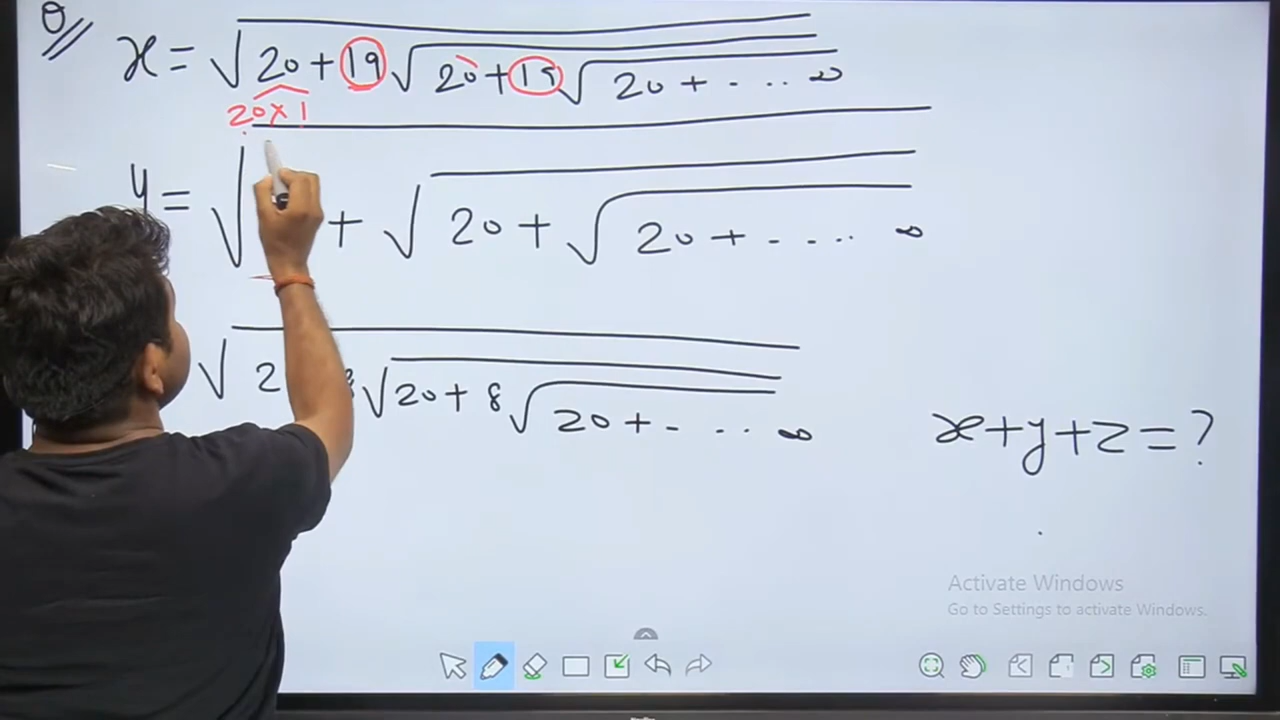 Q
x = √20 + 19√20 + 19√20 + - . . . ∞
20 x 1
y = √ + √20 + √20 + - . . . . ∞
√2 √20 + 8√20 + - . . . ∞
x + y + z = ?
Activate Windows
Go to Settings to activate Windows.